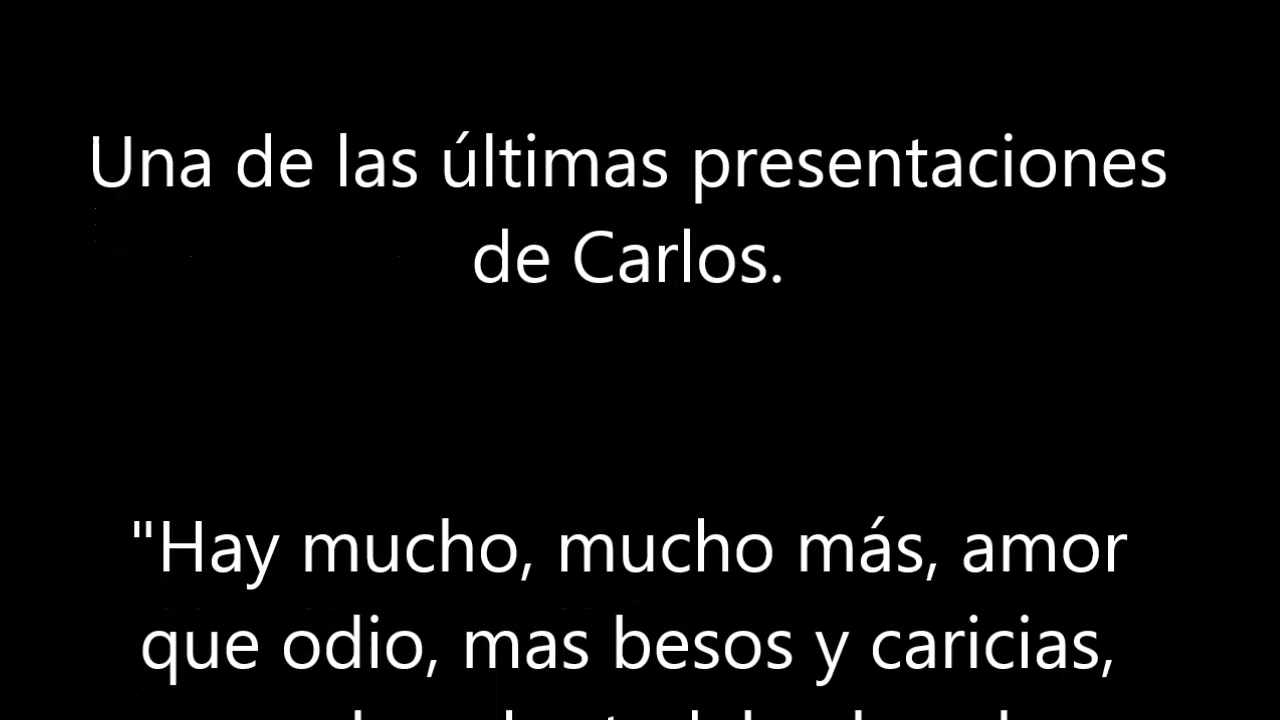 Una de las últimas presentaciones
de Carlos.
"Hay mucho, mucho más, amor
que odio, mas besos y caricias,